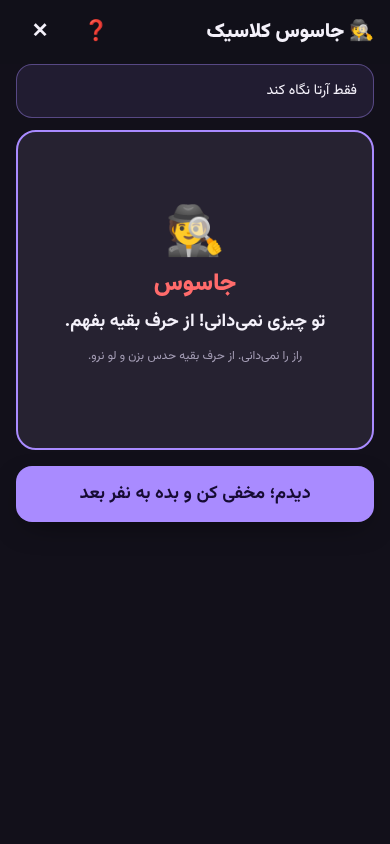 🕵️ جاسوس کلاسیک ❓ ✕
فقط آرتا نگاه کند
جاسوس
تو چیزی نمی‌دانی! از حرف بقیه بفهم.
راز را نمی‌دانی. از حرف بقیه حدس بزن و لو نرو.
دیدم؛ مخفی کن و بده به نفر بعد